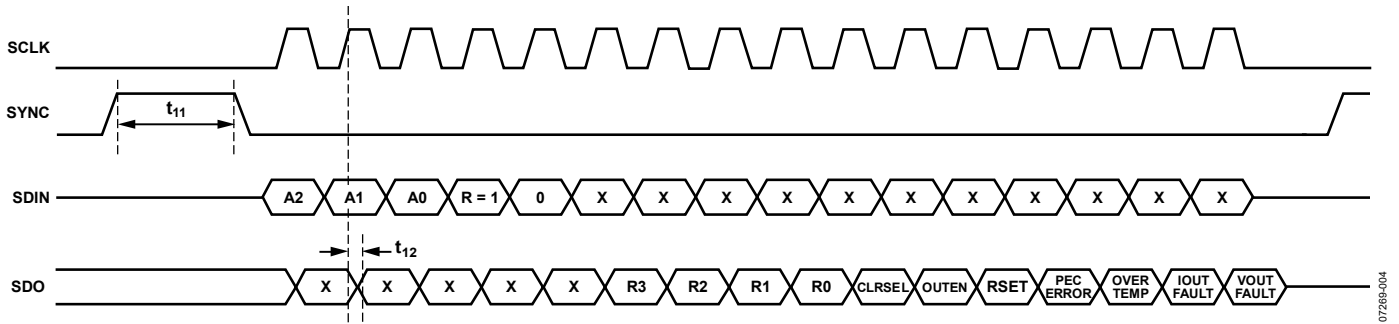 SCLK
SYNC
t11
SDIN
A2 A1 A0 R = 1 0 X X X X X X X X X X X
t12
SDO
X X X X X R3 R2 R1 R0 CLRSEL OUTEN RSET PEC ERROR OVER TEMP IOUT FAULT VOUT FAULT
07269-004